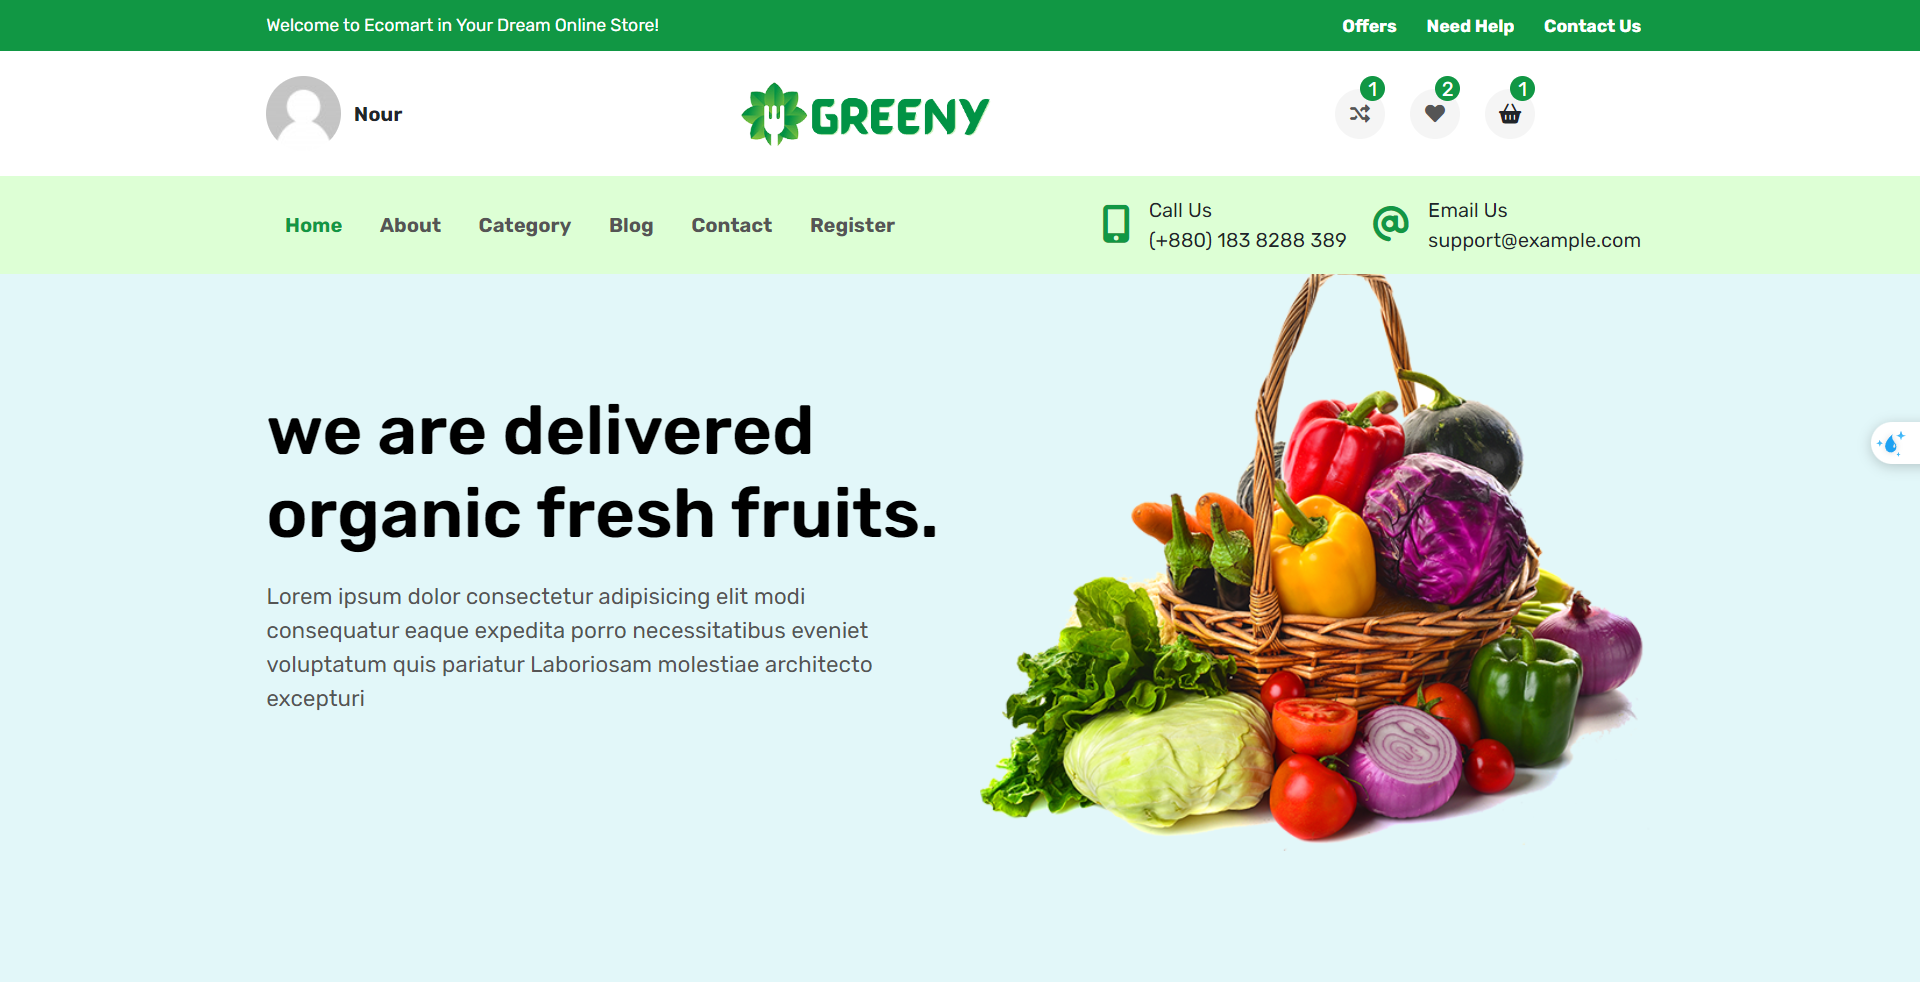 Welcome to Ecomart in Your Dream Online Store!
Offers Need Help Contact Us
Nour
GREENY
1 2 1
Home About Category Blog Contact Register
Call Us
(+880) 183 8288 389
Email Us
support@example.com
we are delivered
organic fresh fruits.
Lorem ipsum dolor consectetur adipisicing elit modi
consequatur eaque expedita porro necessitatibus eveniet
voluptatum quis pariatur Laboriosam molestiae architecto
excepturi